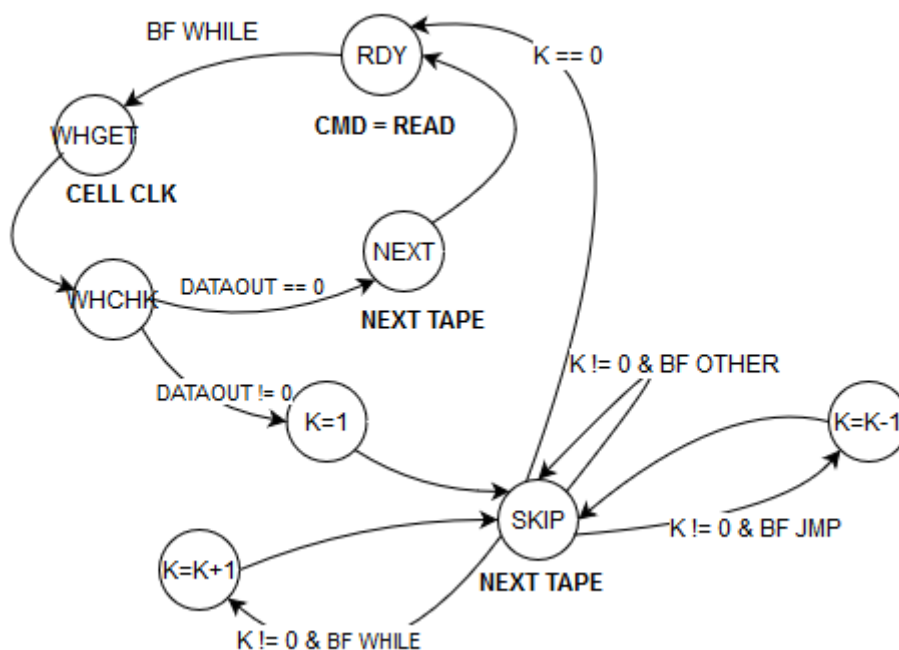 BF WHILE
RDY
K == 0
CMD = READ
WHGET
CELL CLK
NEXT
WHCHK
DATAOUT == 0
NEXT TAPE
K != 0 & BF OTHER
DATAOUT != 0
K=1
K=K-1
SKIP
K != 0 & BF JMP
K=K+1
NEXT TAPE
K != 0 & BF WHILE